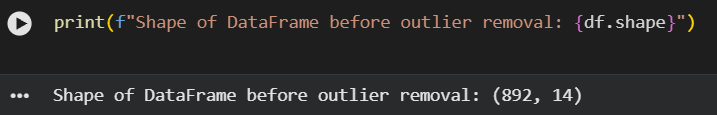 print(f"Shape of DataFrame before outlier removal: {df.shape}")
Shape of DataFrame before outlier removal: (892, 14)